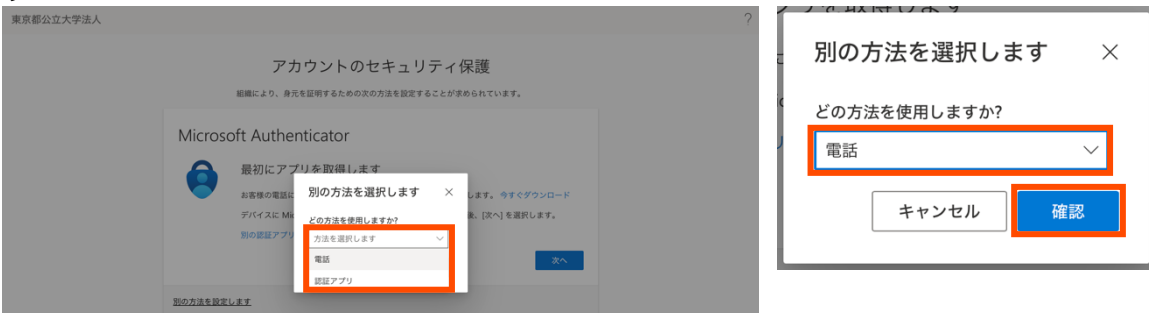 東京都公立大学法人
?
アカウントのセキュリティ保護
組織により、身元を証明するための次の方法を設定することが求められています。
Microsoft Authenticator
最初にアプリを取得します
お客様の電話に
します。今すぐダウンロード
デバイスに Mic
後、[次へ] を選択します。
別の認証アプリ
別の方法を選択します
どの方法を使用しますか?
方法を選択します
電話
認証アプリ
次へ
別の方法を設定します
別の方法を選択します
どの方法を使用しますか?
電話
キャンセル 確認